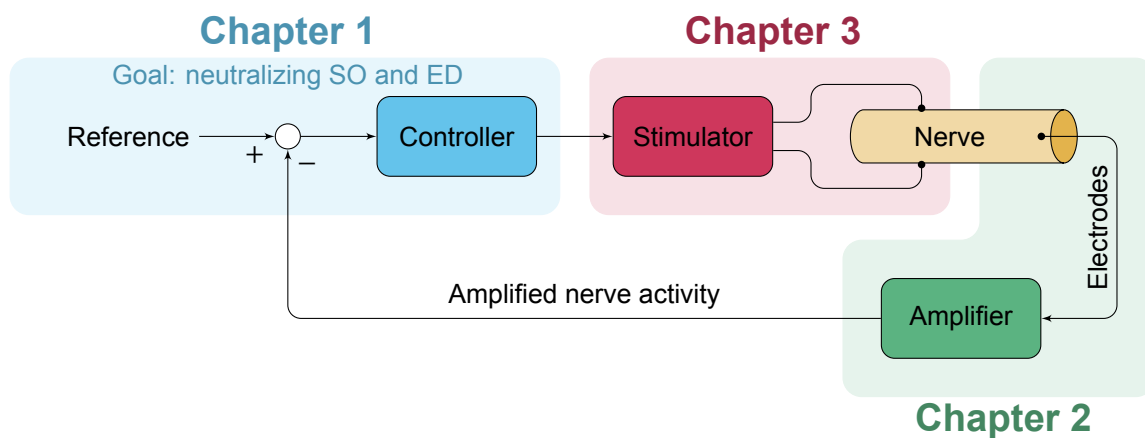 Chapter 1
Chapter 3
Goal: neutralizing SO and ED
Reference
+
−
Controller
Stimulator
Nerve
Electrodes
Amplified nerve activity
Amplifier
Chapter 2